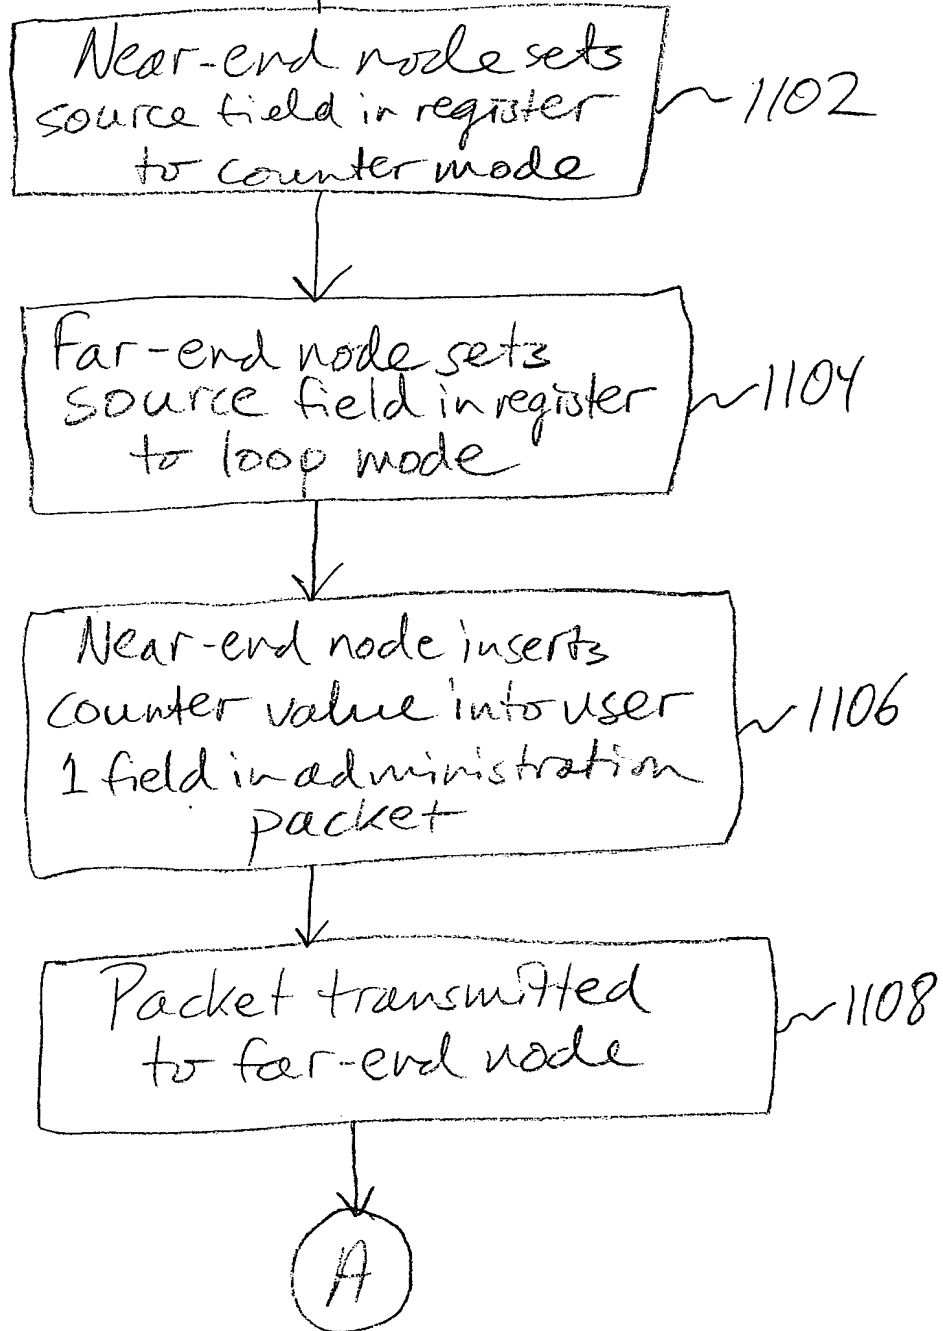 Near-end node sets
source field in register
to counter mode
1102
Far-end node sets
source field in register
to loop mode
1104
Near-end node inserts
counter value into user
1 field in administration
packet
1106
Packet transmitted
to far-end node
1108
A